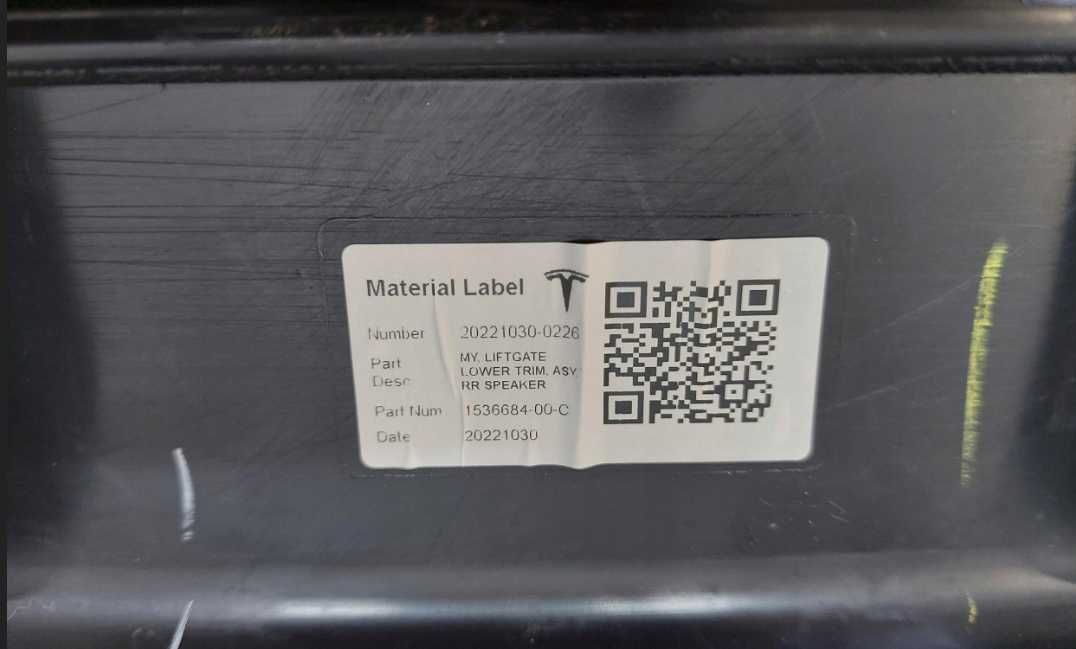 Material Label
Number 20221030-0226
Part Desc MY, LIFTGATE
LOWER TRIM, ASY,
RR SPEAKER
Part Num 1536684-00-C
Date 20221030